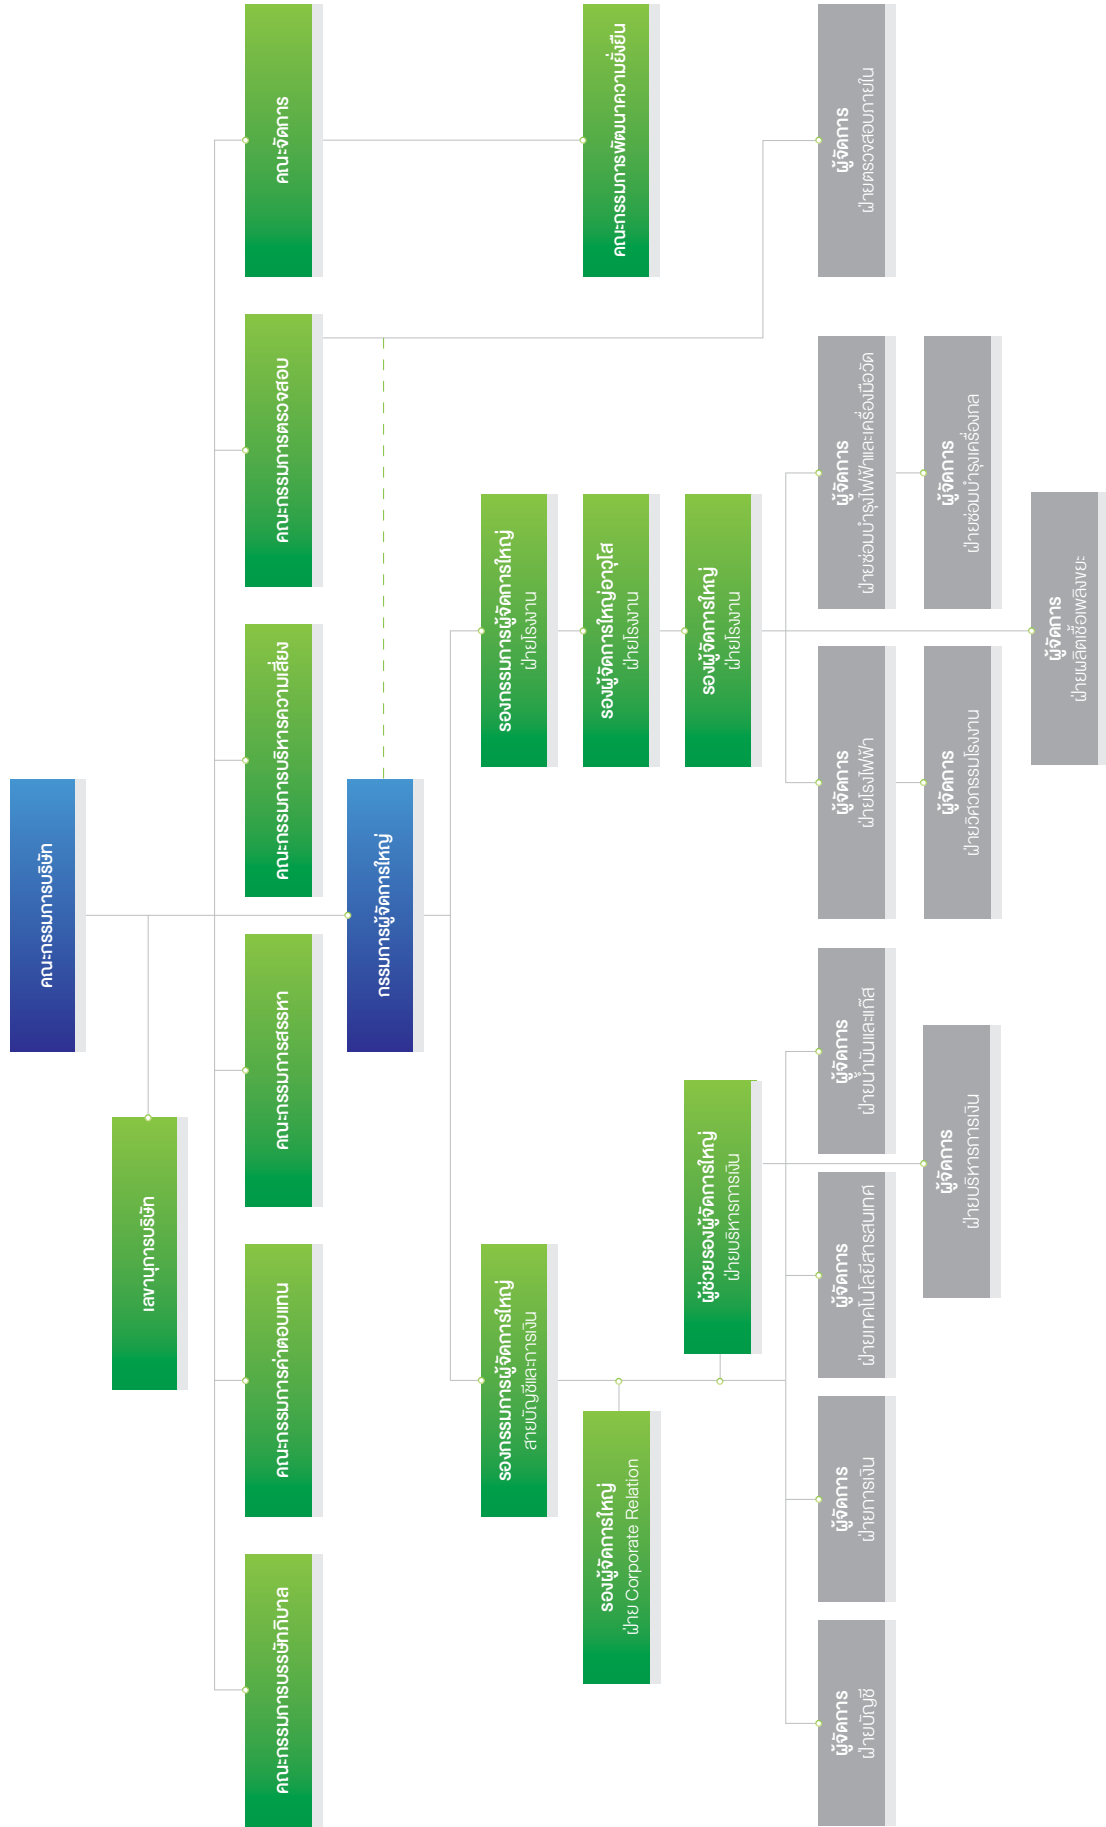 คณะกรรมการบริษัท
เลขานุการบริษัท
คณะกรรมการบรรษัทภิบาล
คณะกรรมการค่าตอบแทน
คณะกรรมการสรรหา
คณะกรรมการบริหารความเสี่ยง
คณะกรรมการตรวจสอบ
คณะจัดการ
กรรมการผู้จัดการใหญ่
รองกรรมการผู้จัดการใหญ่
สายบัญชีและการเงิน
รองกรรมการผู้จัดการใหญ่
ฝ่ายโรงงาน
รองผู้จัดการใหญ่
ฝ่าย Corporate Relation
รองผู้จัดการใหญ่อาวุโส
ฝ่ายโรงงาน
คณะกรรมการพัฒนาความยั่งยืน
ผู้ช่วยรองผู้จัดการใหญ่
ฝ่ายบริหารการเงิน
รองผู้จัดการใหญ่
ฝ่ายโรงงาน
ผู้จัดการ
ฝ่ายบัญชี
ผู้จัดการ
ฝ่ายการเงิน
ผู้จัดการ
ฝ่ายเทคโนโลยีสารสนเทศ
ผู้จัดการ
ฝ่ายน้ำมันและแก๊ส
ผู้จัดการ
ฝ่ายโรงไฟฟ้า
ผู้จัดการ
ฝ่ายซ่อมบำรุงไฟฟ้าและเครื่องมือวัด
ผู้จัดการ
ฝ่ายตรวจสอบภายใน
ผู้จัดการ
ฝ่ายบริหารการเงิน
ผู้จัดการ
ฝ่ายวิศวกรรมโรงงาน
ผู้จัดการ
ฝ่ายซ่อมบำรุงเครื่องกล
ผู้จัดการ
ฝ่ายผลิตเชื้อเพลิงขยะ